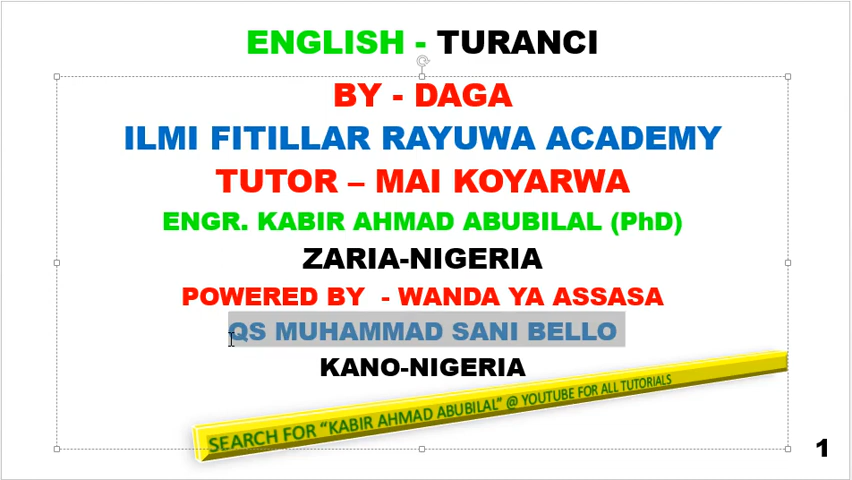 ENGLISH - TURANCI
BY - DAGA
ILMI FITILLAR RAYUWA ACADEMY
TUTOR – MAI KOYARWA
ENGR. KABIR AHMAD ABUBILAL (PhD)
ZARIA-NIGERIA
POWERED BY - WANDA YA ASSASA
QS MUHAMMAD SANI BELLO
KANO-NIGERIA
SEARCH FOR “KABIR AHMAD ABUBILAL” @ YOUTUBE FOR ALL TUTORIALS
1